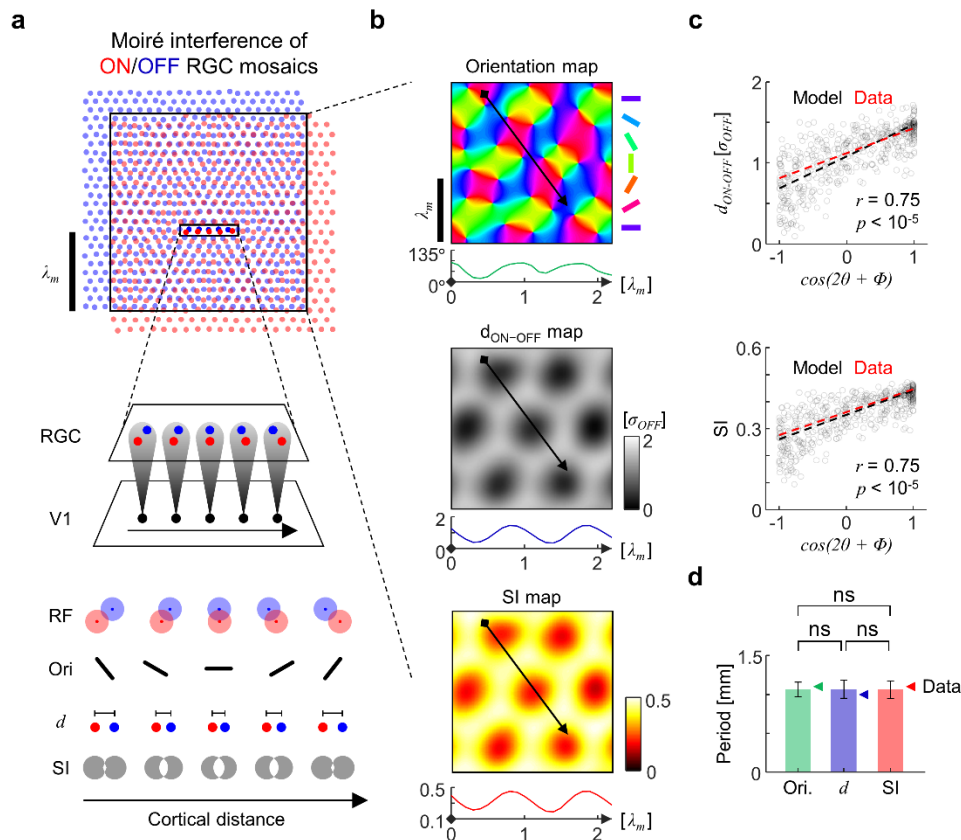 a
Moiré interference of
ON/OFF RGC mosaics
λm
RGC
V1
RF
Ori
d
SI
Cortical distance
b
Orientation map
λm
135°
0°
0 1 2 [λm]
dON−OFF map
[σOFF]
2
0
2
0
0 1 2 [λm]
SI map
0.5
0
0.5
0.1
0 1 2 [λm]
c
dON-OFF [σOFF]
2
1
0
Model Data
r = 0.75
p < 10-5
-1 0 1
cos(2θ + Φ)
SI
0.6
0.3
0
Model Data
r = 0.75
p < 10-5
-1 0 1
cos(2θ + Φ)
d
ns
ns ns
Period [mm]
1.5
0
Data
Ori. d SI